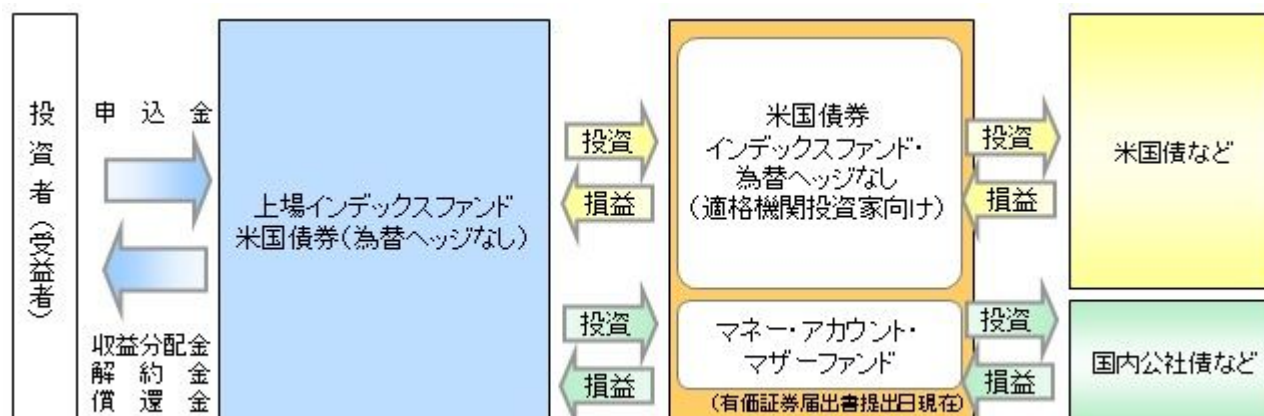 投資者(受益者)
申込金
収益分配金
解約金
償還金
上場インデックスファンド
米国債券(為替ヘッジなし)
投資
損益
投資
損益
米国債券
インデックスファンド・
為替ヘッジなし
(適格機関投資家向け)
マネー・アカウント・
マザーファンド
(有価証券届出書提出日現在)
投資
損益
投資
損益
米国債など
国内公社債など